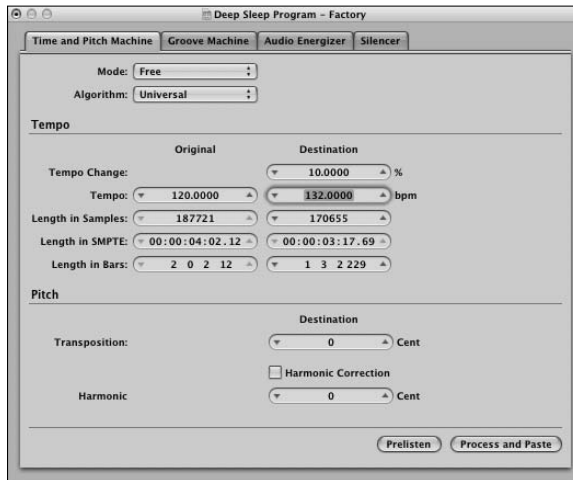 Deep Sleep Program – Factory
Time and Pitch Machine Groove Machine Audio Energizer Silencer
Mode: Free
Algorithm: Universal
Tempo
Original Destination
Tempo Change: 10.0000 %
Tempo: 120.0000 132.0000 bpm
Length in Samples: 187721 170655
Length in SMPTE: 00:00:04:02.12 00:00:03:17.69
Length in Bars: 2 0 2 12 1 3 2 229
Pitch
Destination
Transposition: 0 Cent
Harmonic Correction
Harmonic 0 Cent
Prelisten Process and Paste